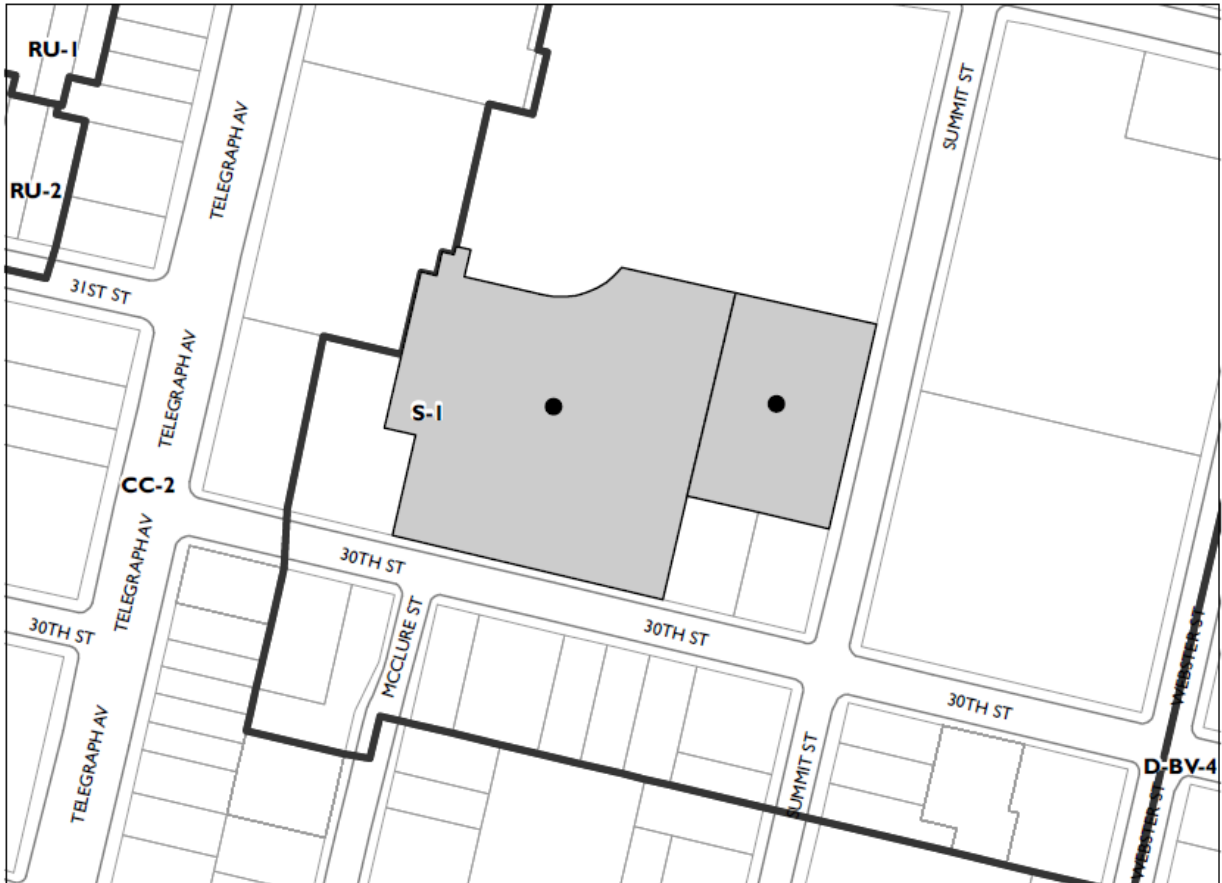 RU-1
SUMMIT ST
TELEGRAPH AV
RU-2
31ST ST
TELEGRAPH AV
S-1
CC-2
TELEGRAPH AV
30TH ST
30TH ST
MCCLURE ST
30TH ST
WEBSTER ST
30TH ST
TELEGRAPH AV
SUMMIT ST
D-BV-4
WEBSTER ST